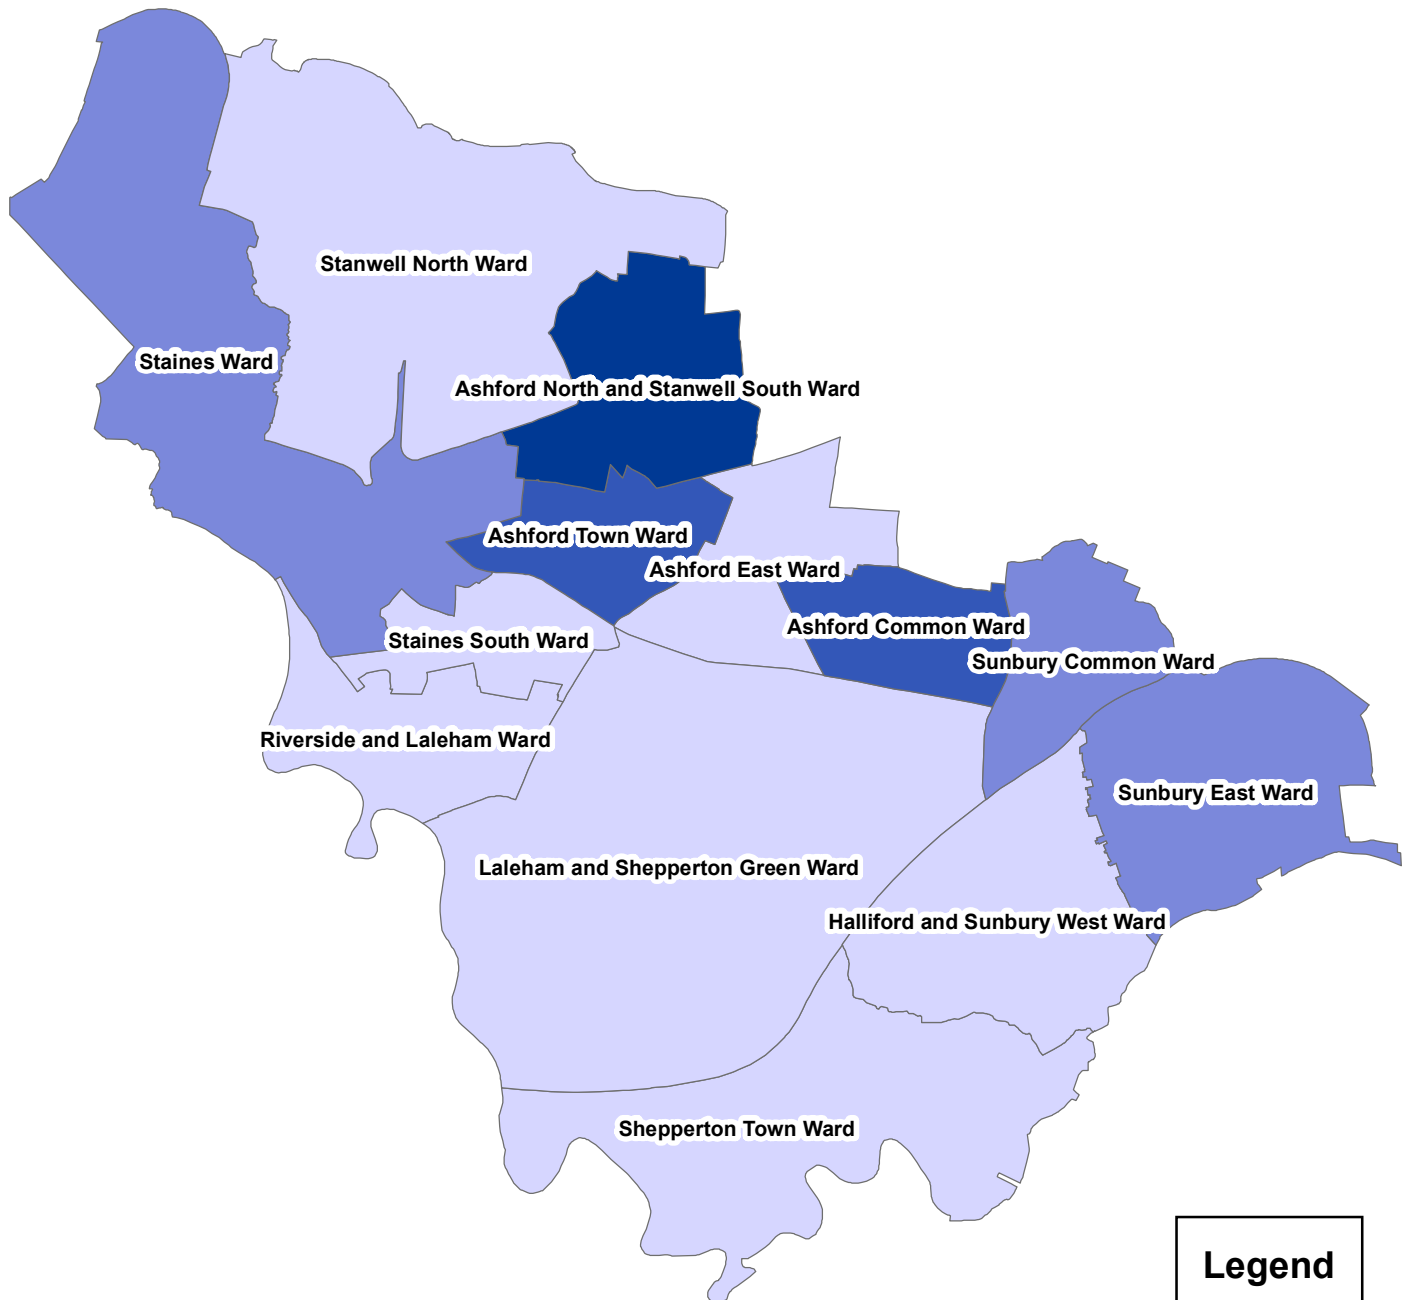 Stanwell North Ward
Staines Ward
Ashford North and Stanwell South Ward
Ashford Town Ward
Ashford East Ward
Ashford Common Ward
Staines South Ward
Sunbury Common Ward
Riverside and Laleham Ward
Sunbury East Ward
Laleham and Shepperton Green Ward
Halliford and Sunbury West Ward
Shepperton Town Ward
Legend